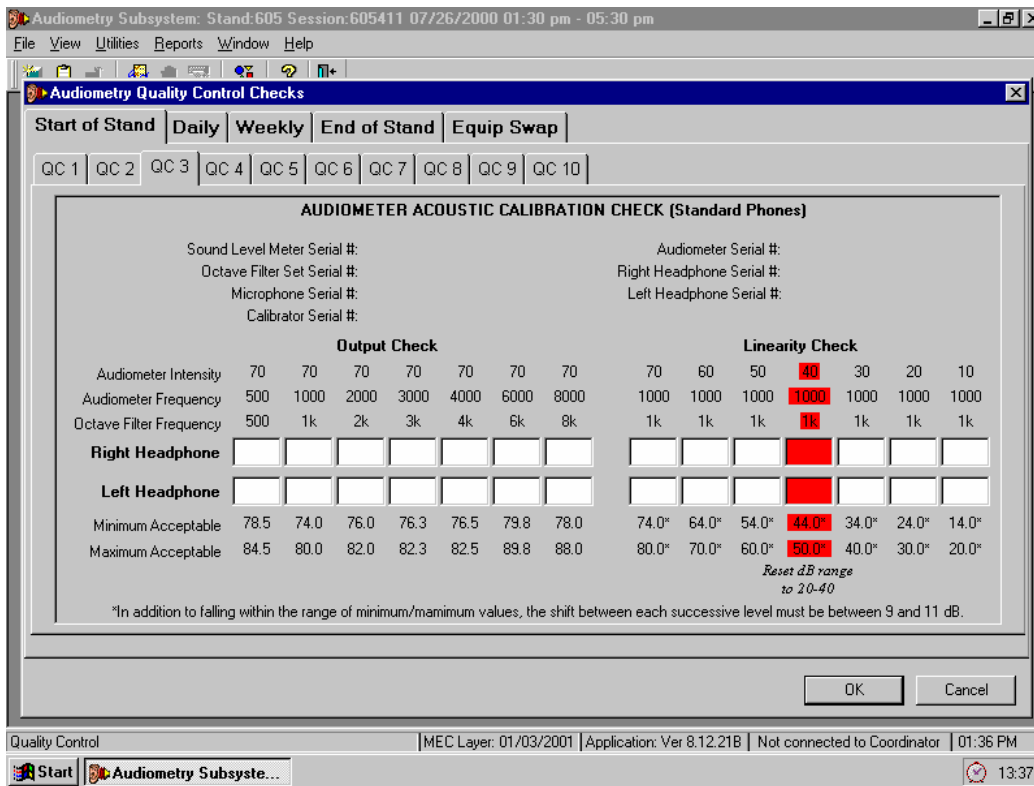 Audiometry Subsystem: Stand:605 Session:605411 07/26/2000 01:30 pm - 05:30 pm
File View Utilities Reports Window Help
Audiometry Quality Control Checks
Start of Stand Daily Weekly End of Stand Equip Swap
QC 1 QC 2 QC 3 QC 4 QC 5 QC 6 QC 7 QC 8 QC 9 QC 10
AUDIOMETER ACOUSTIC CALIBRATION CHECK (Standard Phones)
Sound Level Meter Serial #: Audiometer Serial #:
Octave Filter Set Serial #: Right Headphone Serial #:
Microphone Serial #: Left Headphone Serial #:
Calibrator Serial #:
Output Check Linearity Check
Audiometer Intensity 70 70 70 70 70 70 70 70 60 50 40 30 20 10
Audiometer Frequency 500 1000 2000 3000 4000 6000 8000 1000 1000 1000 1000 1000 1000 1000
Octave Filter Frequency 500 1k 2k 3k 4k 6k 8k 1k 1k 1k 1k 1k 1k 1k
Right Headphone
Left Headphone
Minimum Acceptable 78.5 74.0 76.0 76.3 76.5 79.8 78.0 74.0* 64.0* 54.0* 44.0* 34.0* 24.0* 14.0*
Maximum Acceptable 84.5 80.0 82.0 82.3 82.5 89.8 88.0 80.0* 70.0* 60.0* 50.0* 40.0* 30.0* 20.0*
Reset dB range
to 20-40
*In addition to falling within the range of minimum/mamimum values, the shift between each successive level must be between 9 and 11 dB.
OK Cancel
Quality Control MEC Layer: 01/03/2001 Application: Ver 8.12.21B Not connected to Coordinator 01:36 PM
Start Audiometry Subsyste... 13:37